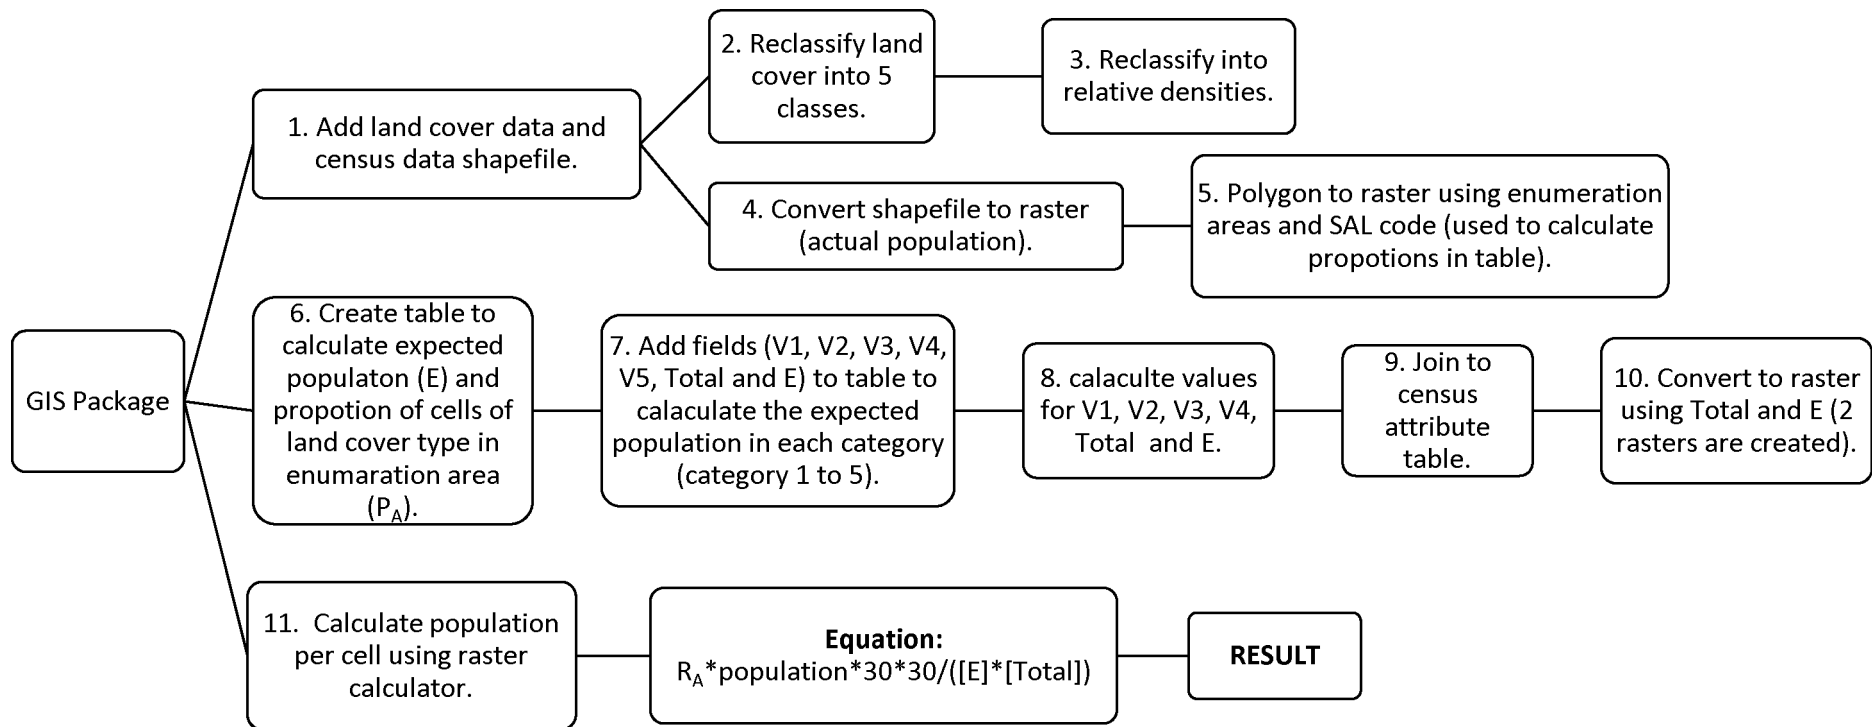 GIS Package
1. Add land cover data and
census data shapefile.
2. Reclassify land
cover into 5
classes.
3. Reclassify into
relative densities.
4. Convert shapefile to raster
(actual population).
5. Polygon to raster using enumeration
areas and SAL code (used to calculate
propotions in table).
6. Create table to
calculate expected
populaton (E) and
propotion of cells of
land cover type in
enumaration area
(PA).
7. Add fields (V1, V2, V3, V4,
V5, Total and E) to table to
calaculate the expected
population in each category
(category 1 to 5).
8. calaculte values
for V1, V2, V3, V4,
Total and E.
9. Join to
census
attribute
table.
10. Convert to raster
using Total and E (2
rasters are created).
11. Calculate population
per cell using raster
calculator.
Equation:
RA*population*30*30/([E]*[Total])
RESULT